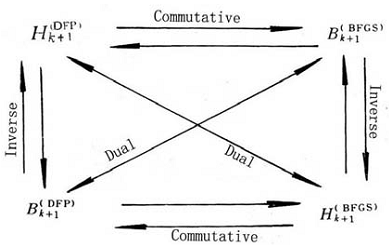 Commutative
H_{k+1}^{(DFP)} B_{k+1}^{(BFGS)}
Inverse Dual Dual Inverse
B_{k+1}^{(DFP)} H_{k+1}^{(BFGS)}
Commutative